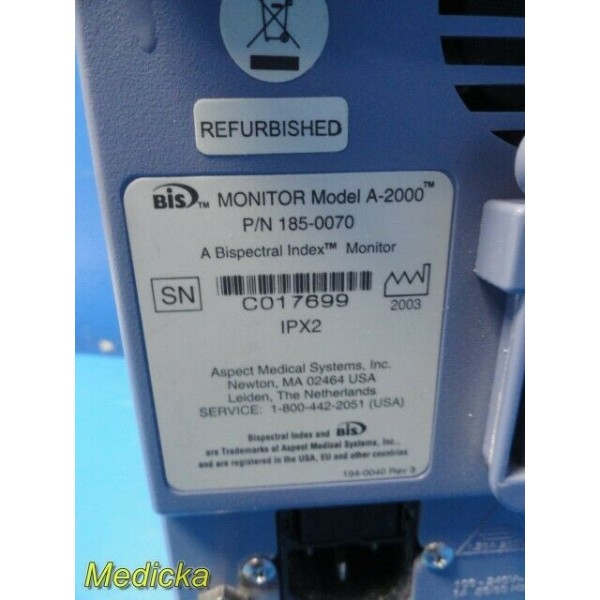 REFURBISHED
BIS™ MONITOR Model A-2000™
P/N 185-0070
A Bispectral Index™ Monitor
SN
C017699
2003
IPX2
Aspect Medical Systems, Inc.
Newton, MA 02464 USA
Leiden, The Netherlands
SERVICE: 1-800-442-2051 (USA)
Bispectral Index and BIS
are Trademarks of Aspect Medical Systems, Inc.,
and are registered in the USA, EU and other countries
194-0040 Rev 3
Medicka